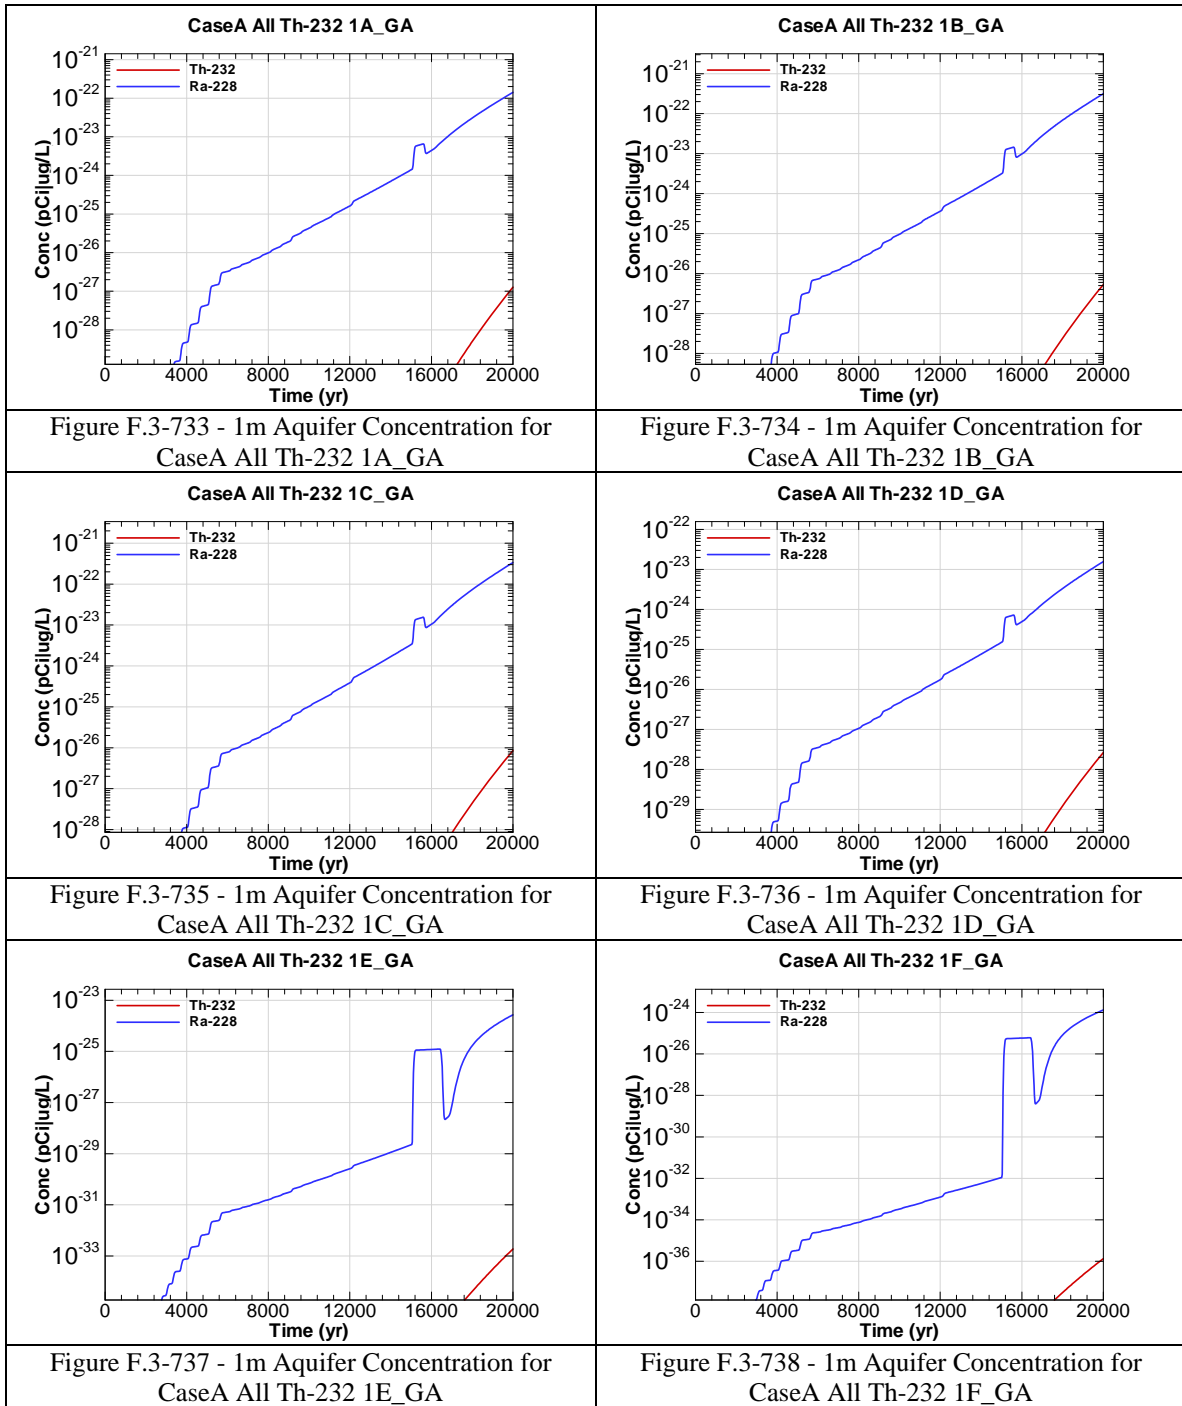 CaseA All Th-232 1A_GA
Conc (pCi|ug/L)
10-21
10-22
10-23
10-24
10-25
10-26
10-27
10-28
Th-232
Ra-228
0 4000 8000 12000 16000 20000
Time (yr)
Figure F.3-733 - 1m Aquifer Concentration for
CaseA All Th-232 1A_GA
CaseA All Th-232 1B_GA
Conc (pCi|ug/L)
10-21
10-22
10-23
10-24
10-25
10-26
10-27
10-28
Th-232
Ra-228
0 4000 8000 12000 16000 20000
Time (yr)
Figure F.3-734 - 1m Aquifer Concentration for
CaseA All Th-232 1B_GA
CaseA All Th-232 1C_GA
Conc (pCi|ug/L)
10-21
10-22
10-23
10-24
10-25
10-26
10-27
10-28
Th-232
Ra-228
0 4000 8000 12000 16000 20000
Time (yr)
Figure F.3-735 - 1m Aquifer Concentration for
CaseA All Th-232 1C_GA
CaseA All Th-232 1D_GA
Conc (pCi|ug/L)
10-22
10-23
10-24
10-25
10-26
10-27
10-28
10-29
Th-232
Ra-228
0 4000 8000 12000 16000 20000
Time (yr)
Figure F.3-736 - 1m Aquifer Concentration for
CaseA All Th-232 1D_GA
CaseA All Th-232 1E_GA
Conc (pCi|ug/L)
10-23
10-25
10-27
10-29
10-31
10-33
Th-232
Ra-228
0 4000 8000 12000 16000 20000
Time (yr)
Figure F.3-737 - 1m Aquifer Concentration for
CaseA All Th-232 1E_GA
CaseA All Th-232 1F_GA
Conc (pCi|ug/L)
10-24
10-26
10-28
10-30
10-32
10-34
10-36
Th-232
Ra-228
0 4000 8000 12000 16000 20000
Time (yr)
Figure F.3-738 - 1m Aquifer Concentration for
CaseA All Th-232 1F_GA